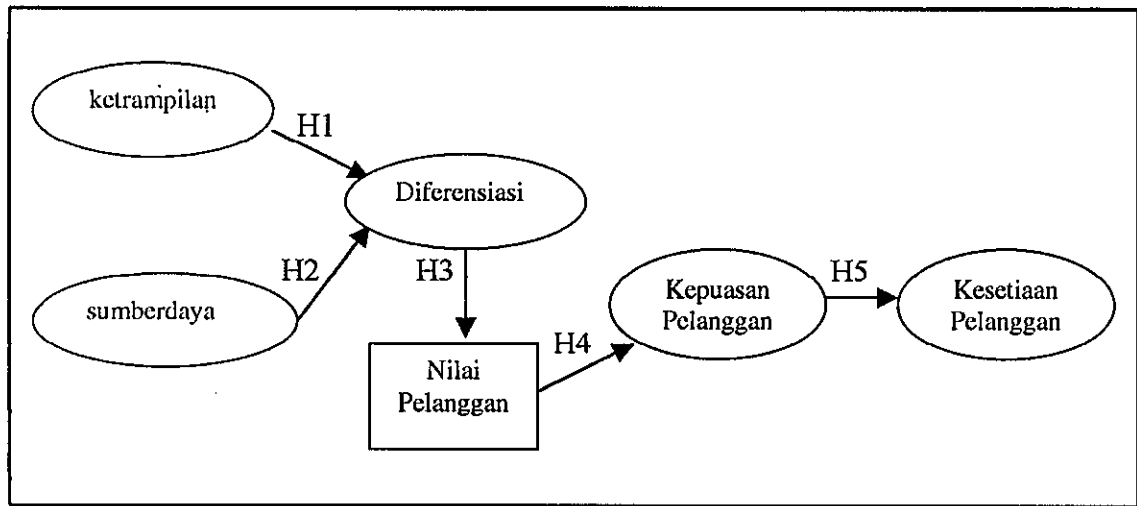 ketrampilan
H1
Diferensiasi
sumberdaya
H2
H3
Nilai
Pelanggan
H4
Kepuasan
Pelanggan
H5
Kesetiaan
Pelanggan